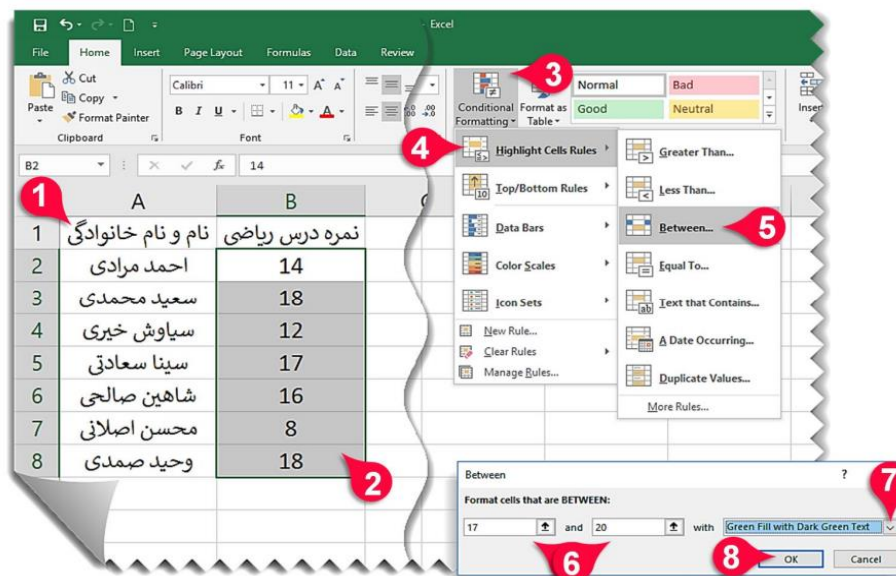 Excel
File Home Insert Page Layout Formulas Data Review
Cut
Copy
Format Painter
Paste
Clipboard
Calibri 11 A A
B I U A
Font
Conditional Formatting
Format as Table
Normal Bad
Good Neutral
Insert
3
4
Highlight Cells Rules
Top/Bottom Rules
Data Bars
Color Scales
Icon Sets
New Rule...
Clear Rules
Manage Rules...
Greater Than...
Less Than...
Between...
5
Equal To...
Text that Contains...
A Date Occurring...
Duplicate Values...
More Rules...
B2 fx 14
1
A B
1 نام و نام خانوادگی نمره درس ریاضی
2 احمد مرادی 14
3 سعید محمدی 18
4 سیاوش خیری 12
5 سینا سعادتی 17
6 شاهین صالحی 16
7 محسن اصلانی 8
8 وحید صمدی 18
2
Between ?
7
Format cells that are BETWEEN:
17 and 20 with Green Fill with Dark Green Text
6
8
OK Cancel